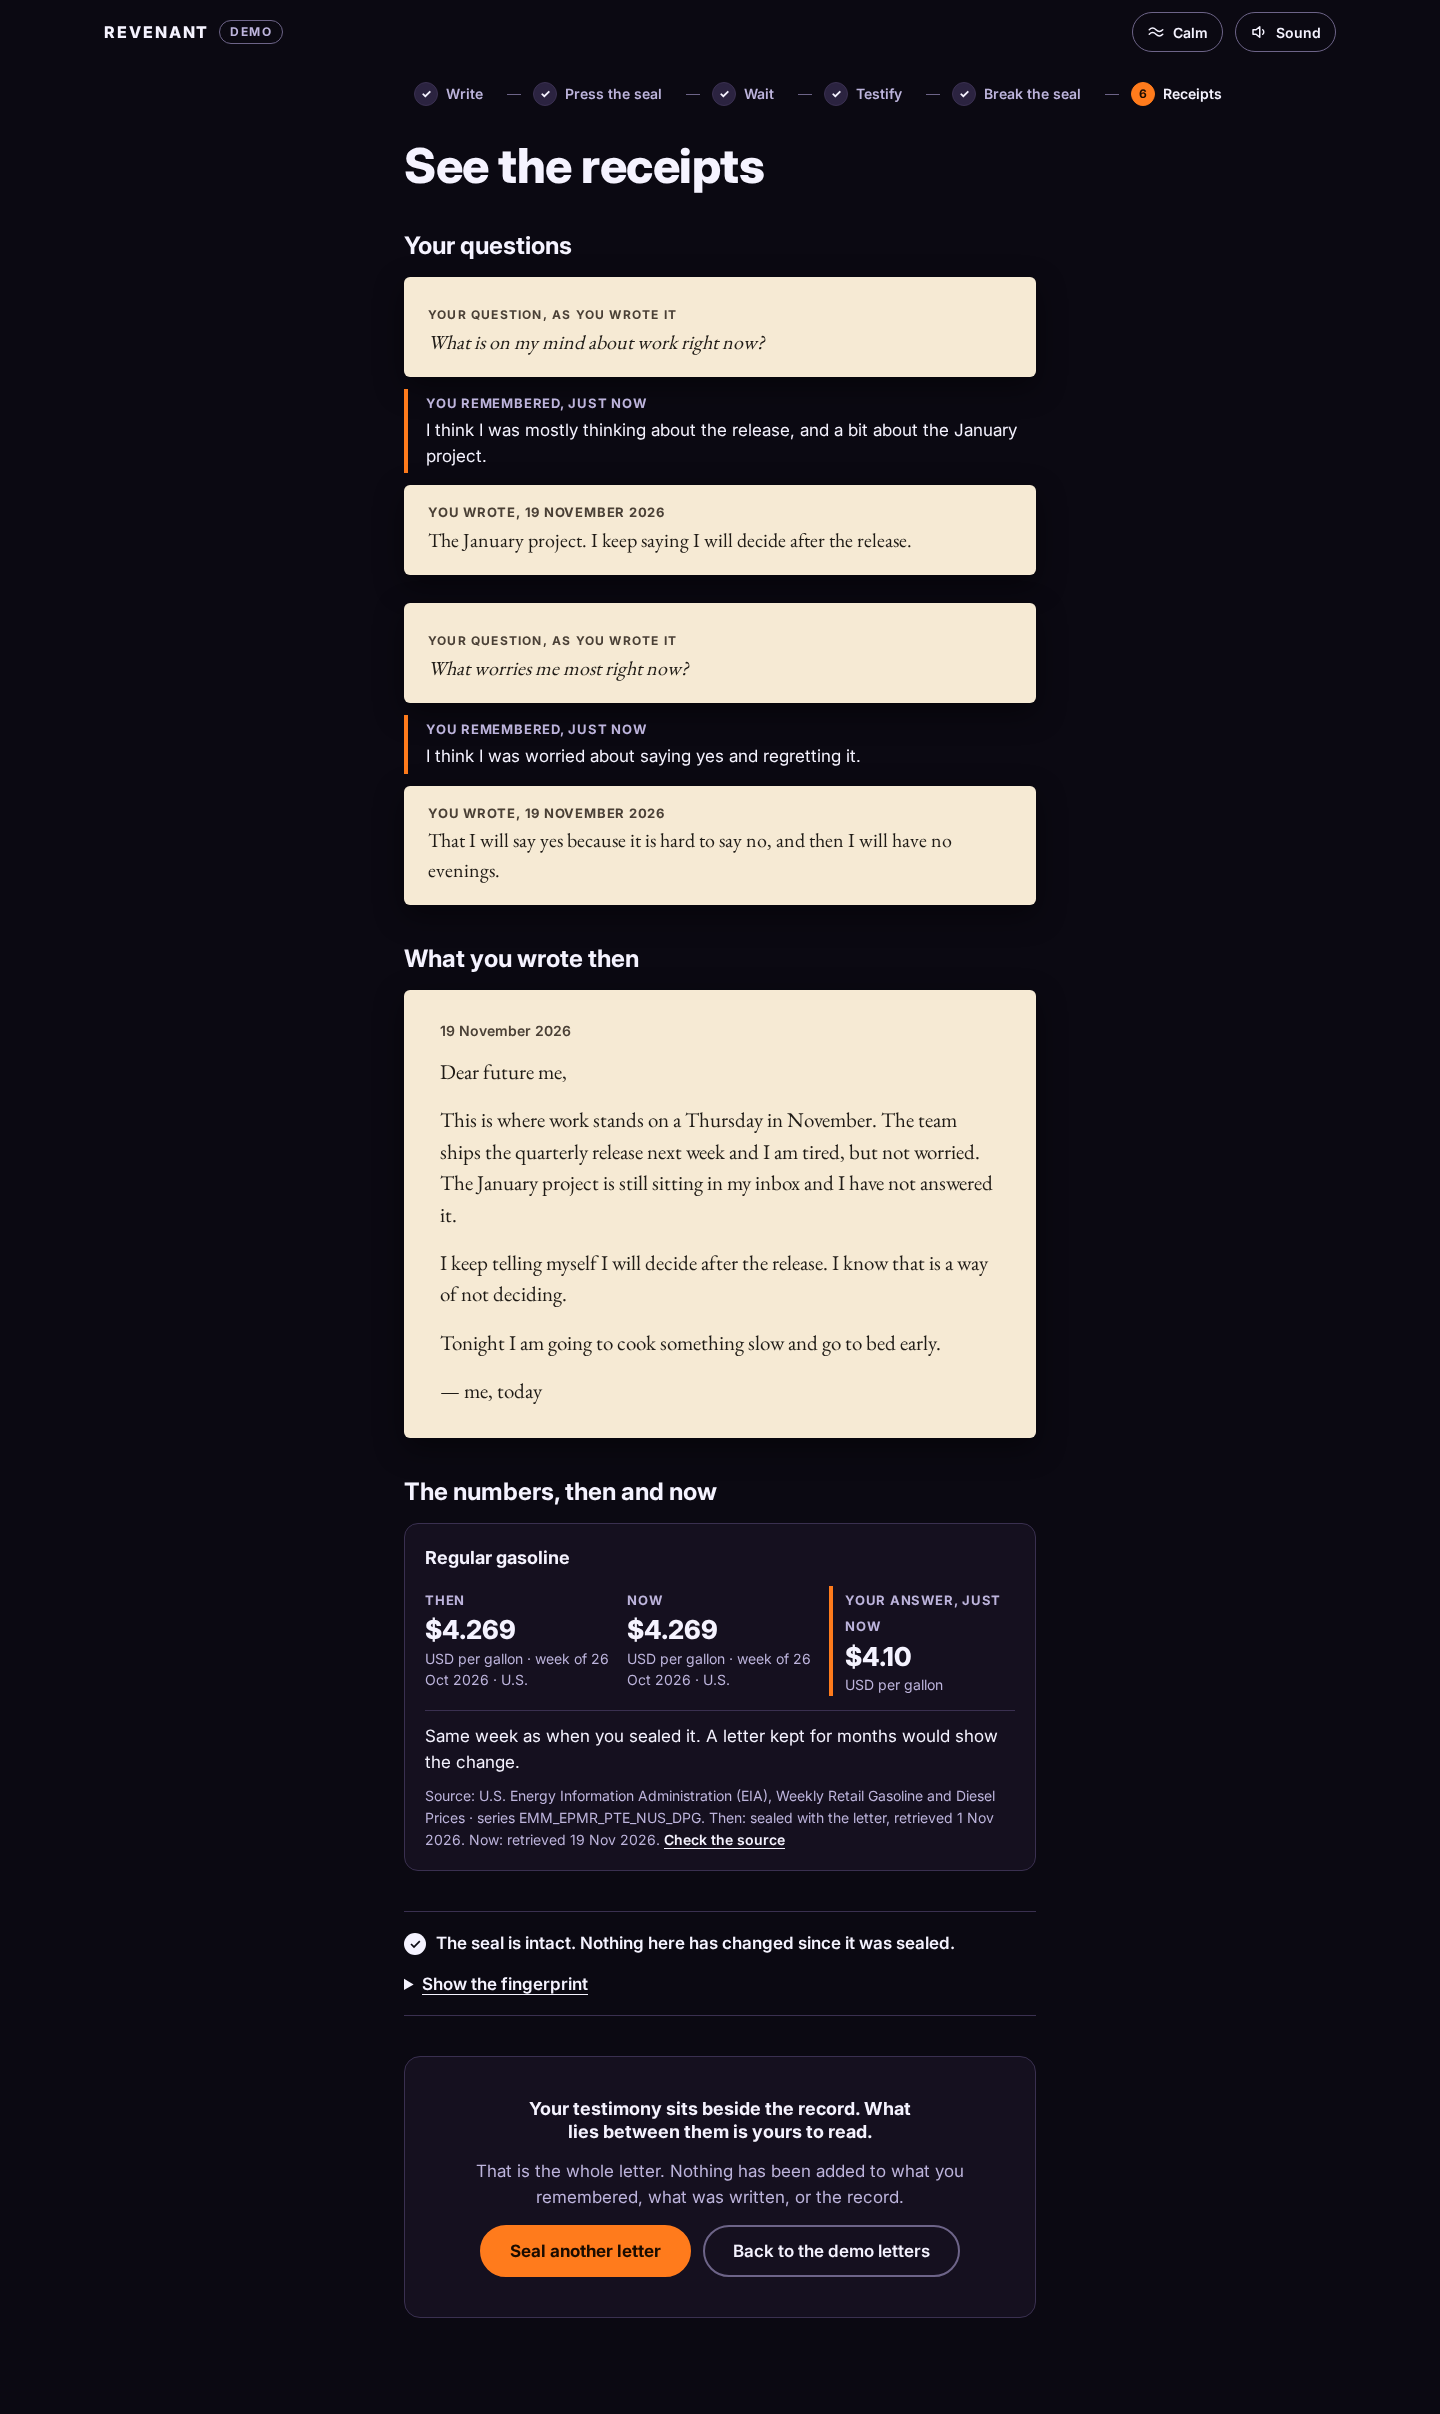 REVENANT DEMO
Calm
Sound
Write
Press the seal
Wait
Testify
Break the seal
6 Receipts
See the receipts
Your questions
YOUR QUESTION, AS YOU WROTE IT
What is on my mind about work right now?
YOU REMEMBERED, JUST NOW
I think I was mostly thinking about the release, and a bit about the January
project.
YOU WROTE, 19 NOVEMBER 2026
The January project. I keep saying I will decide after the release.
YOUR QUESTION, AS YOU WROTE IT
What worries me most right now?
YOU REMEMBERED, JUST NOW
I think I was worried about saying yes and regretting it.
YOU WROTE, 19 NOVEMBER 2026
That I will say yes because it is hard to say no, and then I will have no
evenings.
What you wrote then
19 November 2026
Dear future me,
This is where work stands on a Thursday in November. The team
ships the quarterly release next week and I am tired, but not worried.
The January project is still sitting in my inbox and I have not answered
it.
I keep telling myself I will decide after the release. I know that is a way
of not deciding.
Tonight I am going to cook something slow and go to bed early.
— me, today
The numbers, then and now
Regular gasoline
THEN
$4.269
USD per gallon · week of 26
Oct 2026 · U.S.
NOW
$4.269
USD per gallon · week of 26
Oct 2026 · U.S.
YOUR ANSWER, JUST
NOW
$4.10
USD per gallon
Same week as when you sealed it. A letter kept for months would show
the change.
Source: U.S. Energy Information Administration (EIA), Weekly Retail Gasoline and Diesel
Prices · series EMM_EPMR_PTE_NUS_DPG. Then: sealed with the letter, retrieved 1 Nov
2026. Now: retrieved 19 Nov 2026. Check the source
The seal is intact. Nothing here has changed since it was sealed.
Show the fingerprint
Your testimony sits beside the record. What
lies between them is yours to read.
That is the whole letter. Nothing has been added to what you
remembered, what was written, or the record.
Seal another letter
Back to the demo letters